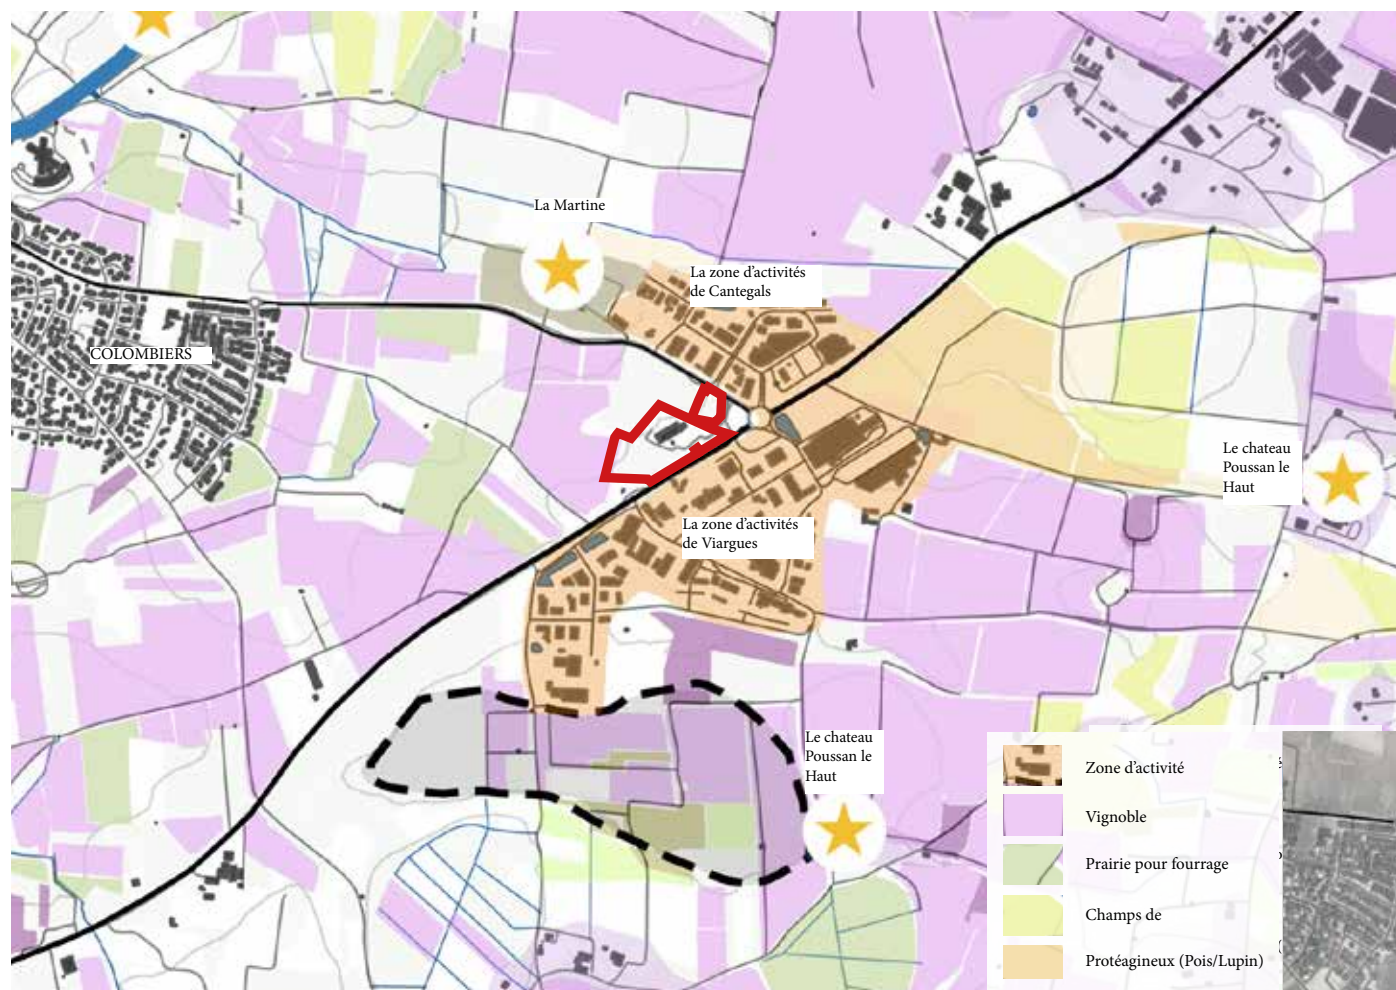 La Martine
La zone d'activités
de Cantegals
COLOMBIERS
Le chateau
Poussan le
Haut
La zone d'activités
de Viargues
Le chateau
Poussan le
Haut
Zone d'activité
Vignoble
Prairie pour fourrage
Champs de
Protéagineux (Pois/Lupin)